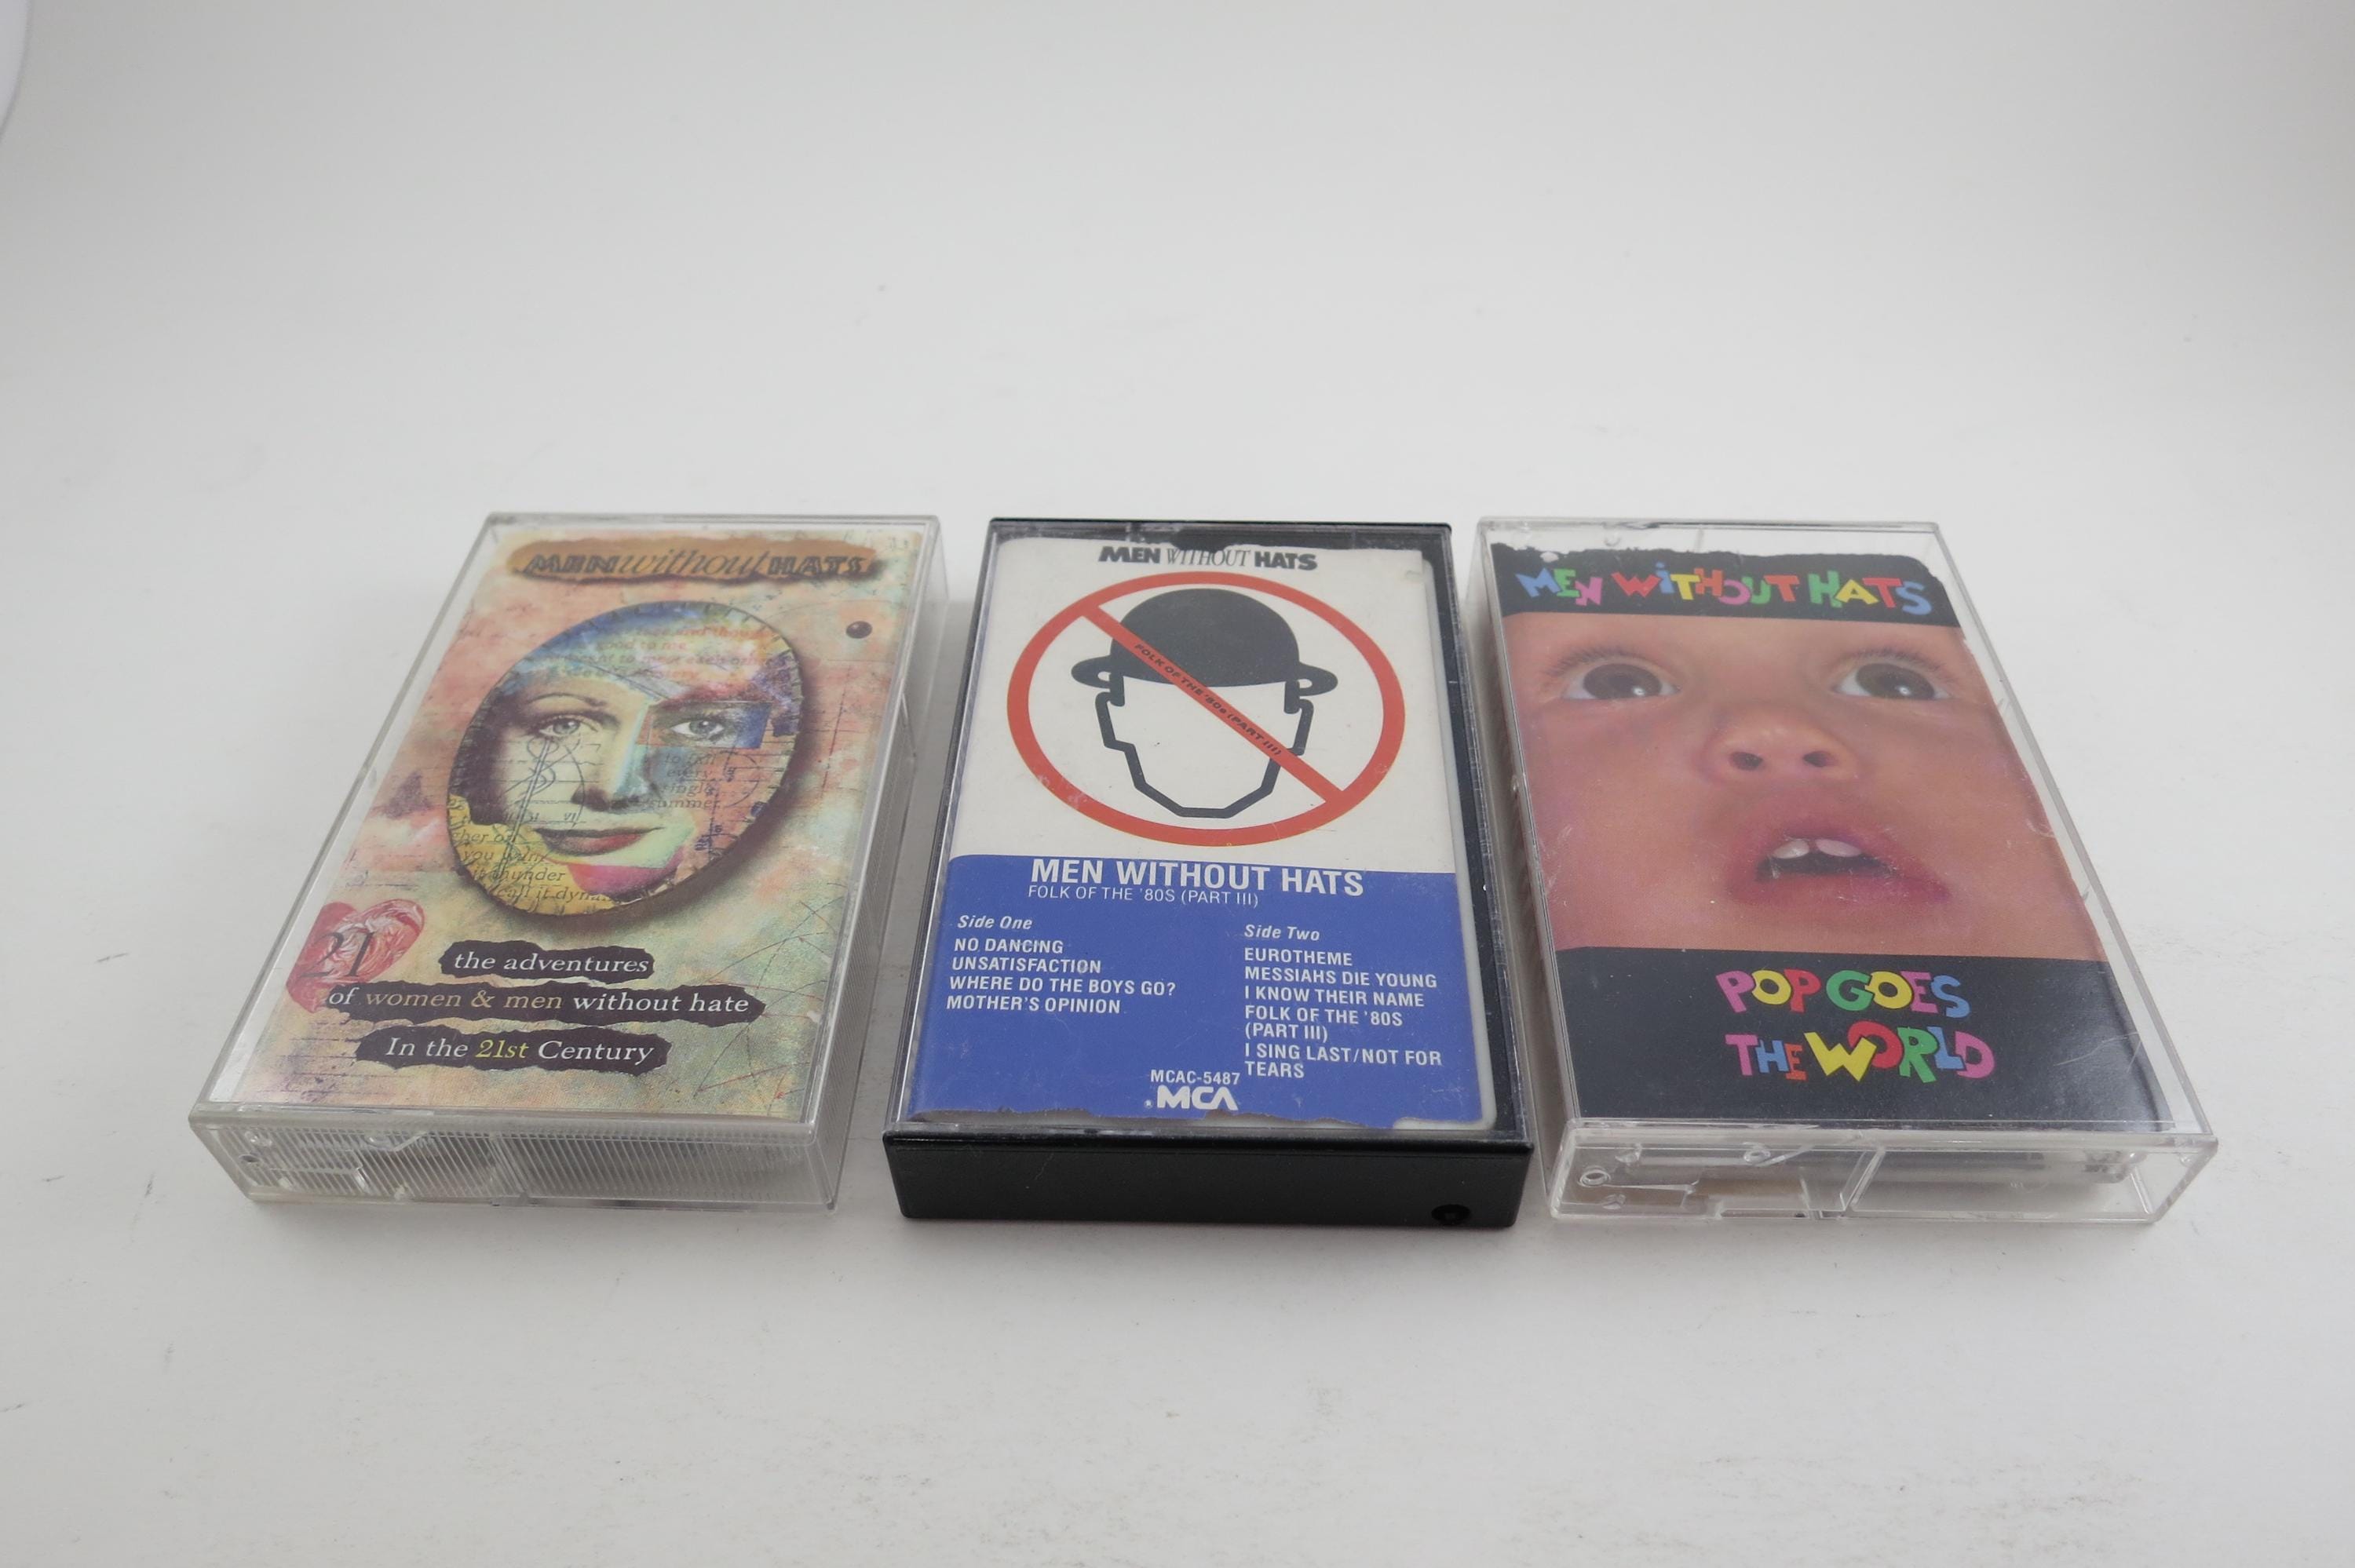 MEN without HATS
21
the adventures
of women & men without hate
In the 21st Century
MEN WITHOUT HATS
FOLK OF THE '80s (PART III)
MEN WITHOUT HATS
FOLK OF THE '80S (PART III)
Side One
NO DANCING
UNSATISFACTION
WHERE DO THE BOYS GO?
MOTHER'S OPINION
Side Two
EUROTHEME
MESSIAHS DIE YOUNG
I KNOW THEIR NAME
FOLK OF THE '80S
(PART III)
I SING LAST/NOT FOR
TEARS
MCAC-5487
MCA
MEN WITHOUT HATS
POP GOES
THE WORLD